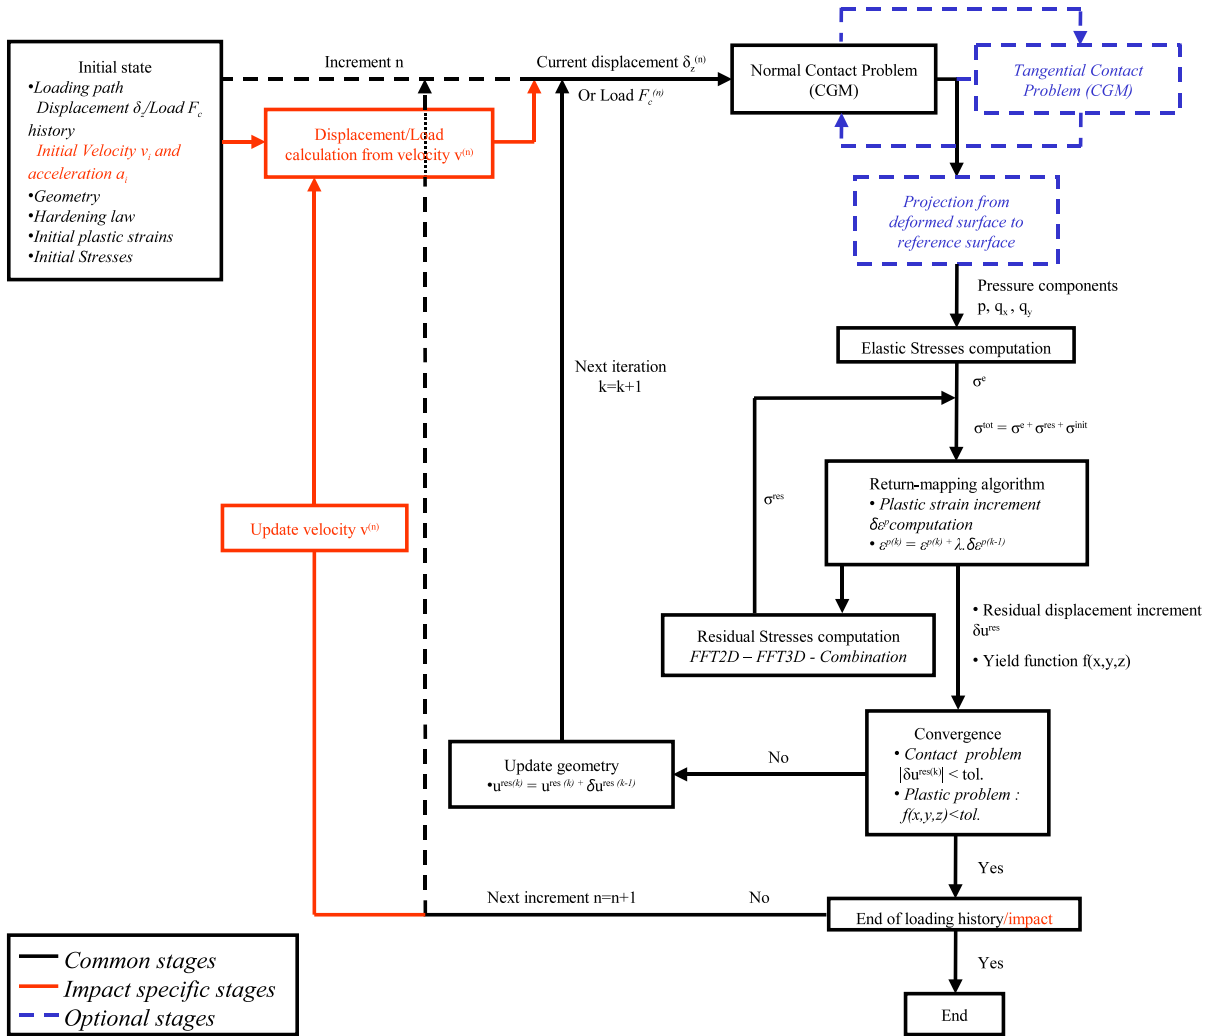 Initial state
•Loading path
Displacement δz/Load Fc
history
Initial Velocity vi and
acceleration ai
•Geometry
•Hardening law
•Initial plastic strains
•Initial Stresses
Increment n
Displacement/Load
calculation from velocity v(n)
Current displacement δz(n)
Or Load Fc(n)
Normal Contact Problem
(CGM)
Tangential Contact
Problem (CGM)
Projection from
deformed surface to
reference surface
Pressure components
p, qx , qy
Elastic Stresses computation
σe
σtot = σe + σres + σinit
Next iteration
k=k+1
σres
Return-mapping algorithm
• Plastic strain increment
δεp computation
• εp(k) = εp(k) + λ.δεp(k-1)
Update velocity v(n)
Residual Stresses computation
FFT2D – FFT3D - Combination
• Residual displacement increment
δures
• Yield function f(x,y,z)
Convergence
• Contact problem
|δures(k)| < tol.
• Plastic problem :
f(x,y,z)<tol.
No
Update geometry
•ures(k) = ures (k) + δures (k-1)
Yes
Next increment n=n+1
No
End of loading history/impact
Yes
End
Common stages
Impact specific stages
Optional stages